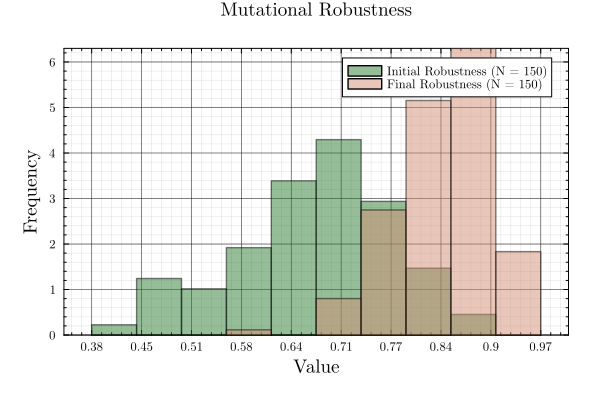 Mutational Robustness
Initial Robustness (N = 150)
Final Robustness (N = 150)
Frequency
6
5
4
3
2
1
0
0.38 0.45 0.51 0.58 0.64 0.71 0.77 0.84 0.9 0.97
Value